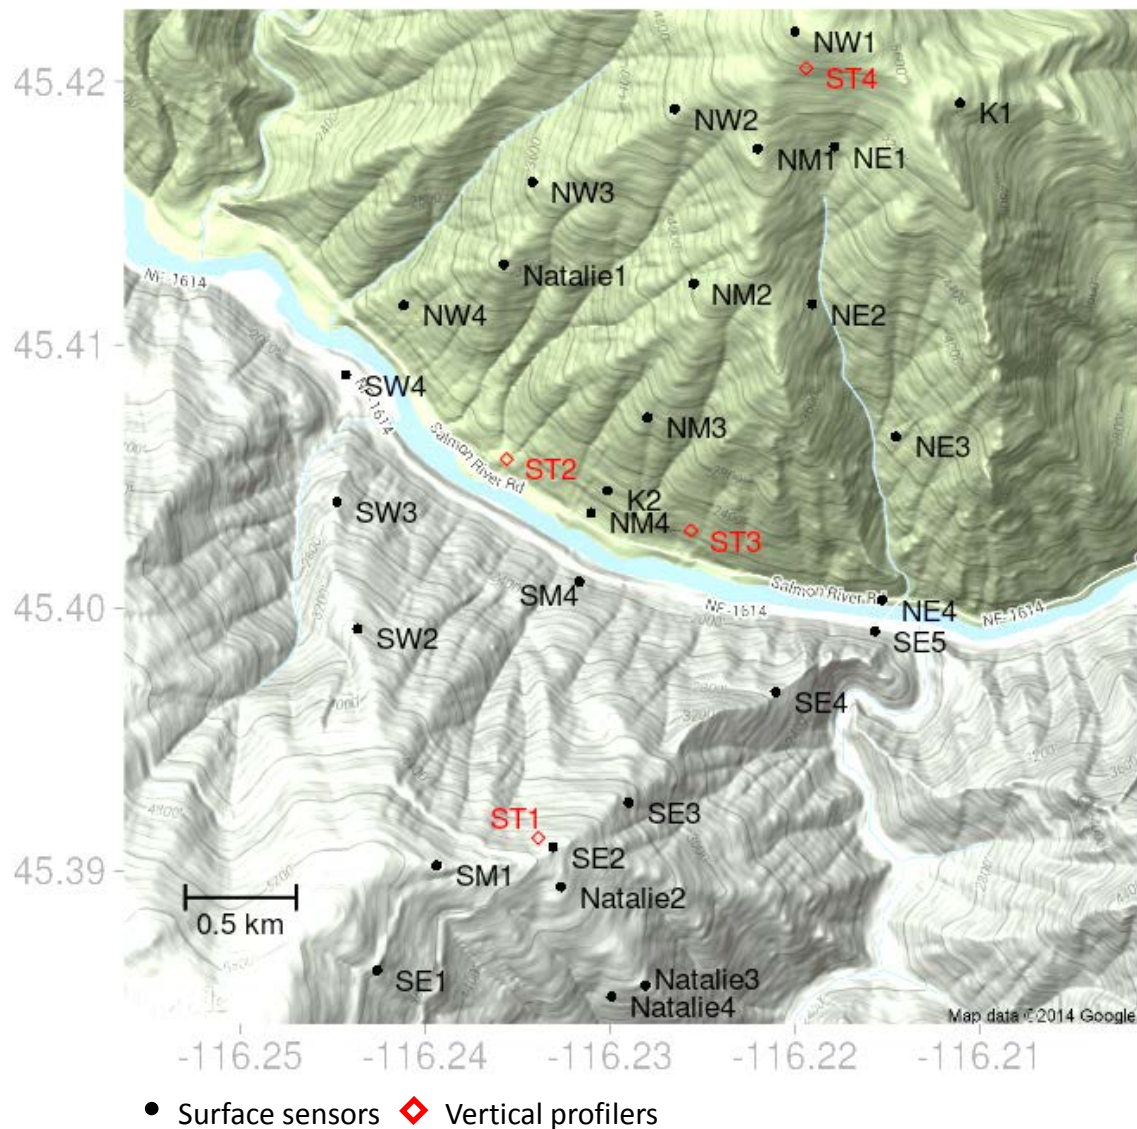 NW1
45.42
ST4
K1
NW2
NM1
NE1
NW3
Natalie1
NM2
NE2
NW4
NF-1614
45.41
SW4
NF-1614
NM3
NE3
Salmon River Rd
ST2
K2
SW3
NM4
ST3
SM4
Salmon River R
NE4
45.40
NF-1614
NF-1614
SE5
SW2
SE4
SE3
ST1
SE2
SM1
45.39
Natalie2
0.5 km
SE1
Natalie3
Natalie4
Map data ©2014 Google
-116.25 -116.24 -116.23 -116.22 -116.21
Surface sensors Vertical profilers